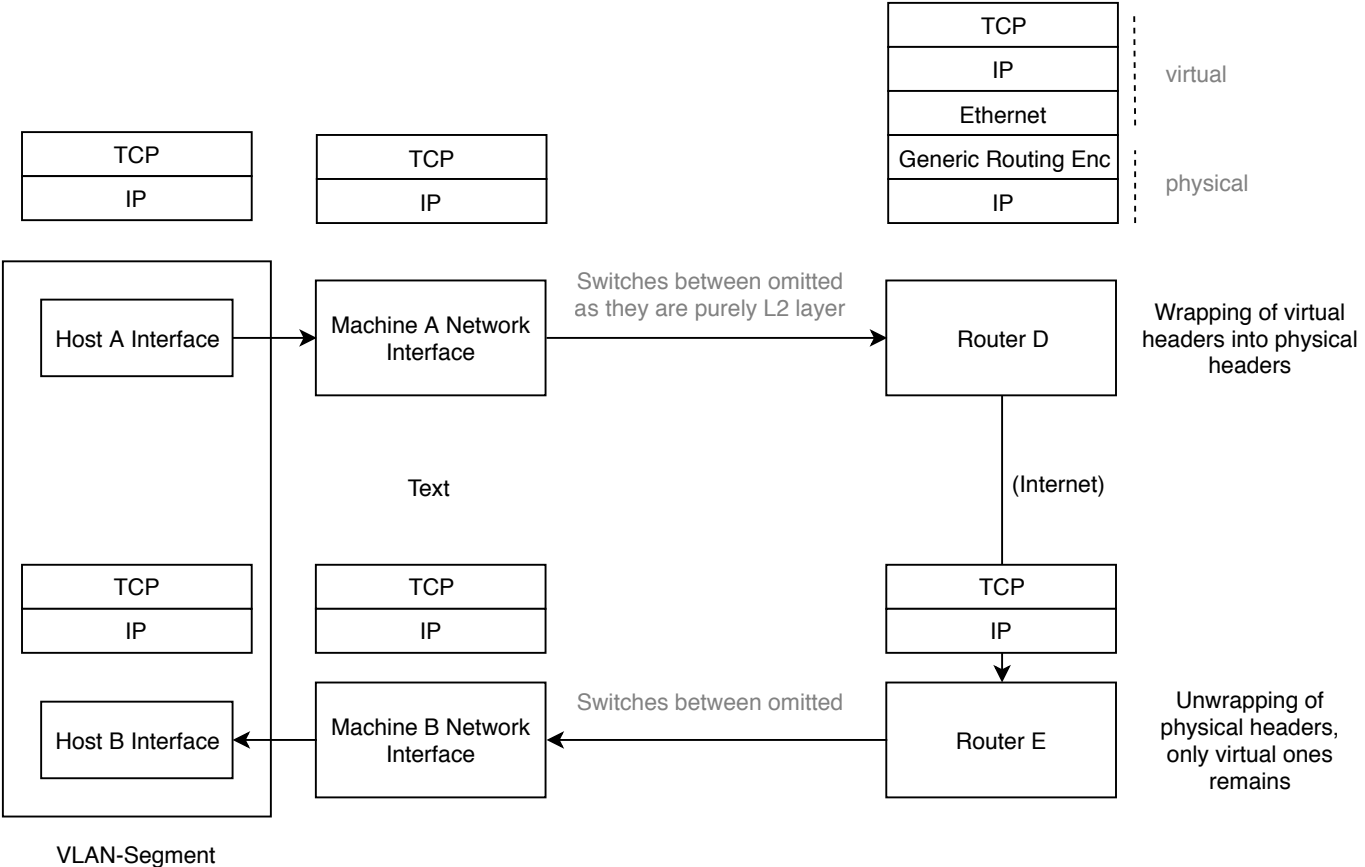 TCP
IP
Ethernet
Generic Routing Enc
IP
virtual
physical
TCP
IP
TCP
IP
Host A Interface
Machine A Network
Interface
Switches between omitted
as they are purely L2 layer
Router D
Wrapping of virtual
headers into physical
headers
Text
(Internet)
TCP
IP
TCP
IP
TCP
IP
Host B Interface
Machine B Network
Interface
Switches between omitted
Router E
Unwrapping of
physical headers,
only virtual ones
remains
VLAN-Segment